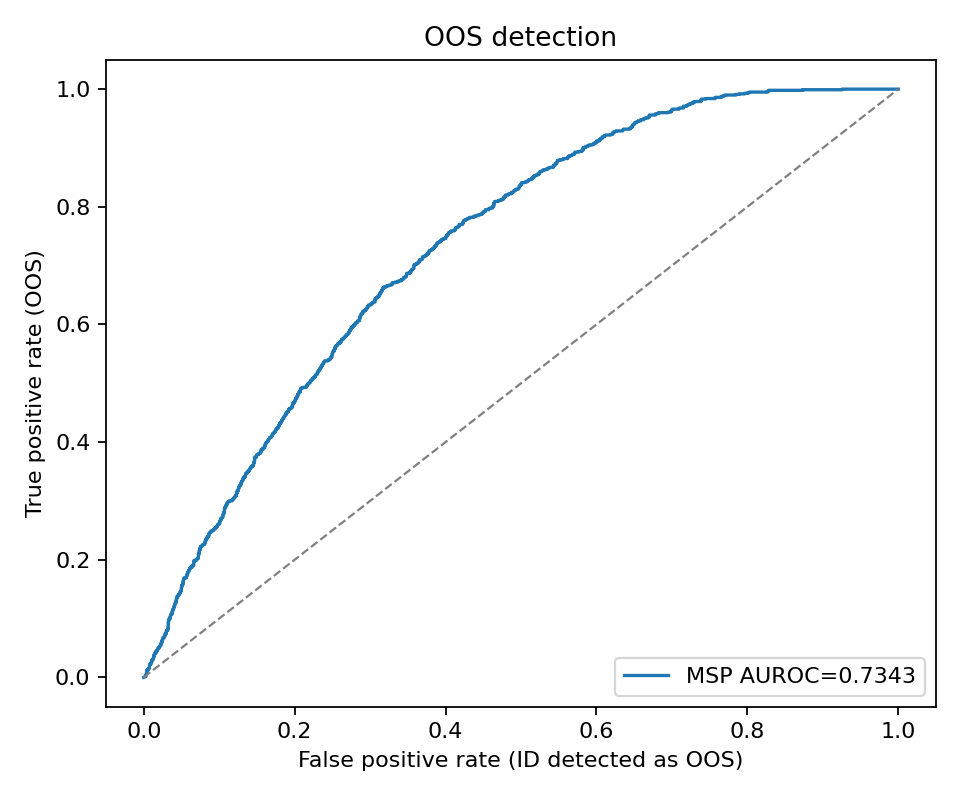 OOS detection
True positive rate (OOS)
1.0
0.8
0.6
0.4
0.2
0.0
MSP AUROC=0.7343
0.0 0.2 0.4 0.6 0.8 1.0
False positive rate (ID detected as OOS)